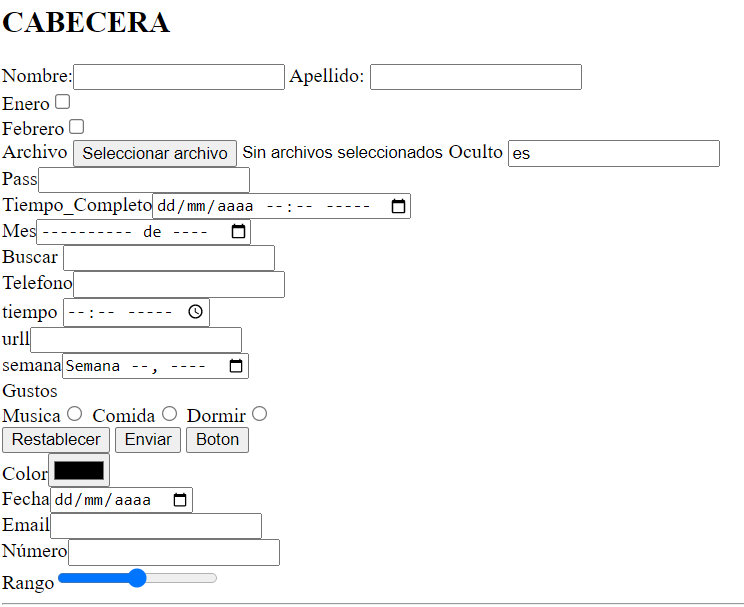 CABECERA
Nombre: Apellido:
Enero
Febrero
Archivo Seleccionar archivo Sin archivos seleccionados Oculto es
Pass
Tiempo_Completo dd/mm/aaaa --:-- -----
Mes ---------- de ----
Buscar
Telefono
tiempo --:-- -----
urll
semana Semana --, ----
Gustos
Musica Comida Dormir
Restablecer Enviar Boton
Color
Fecha dd/mm/aaaa
Email
Número
Rango